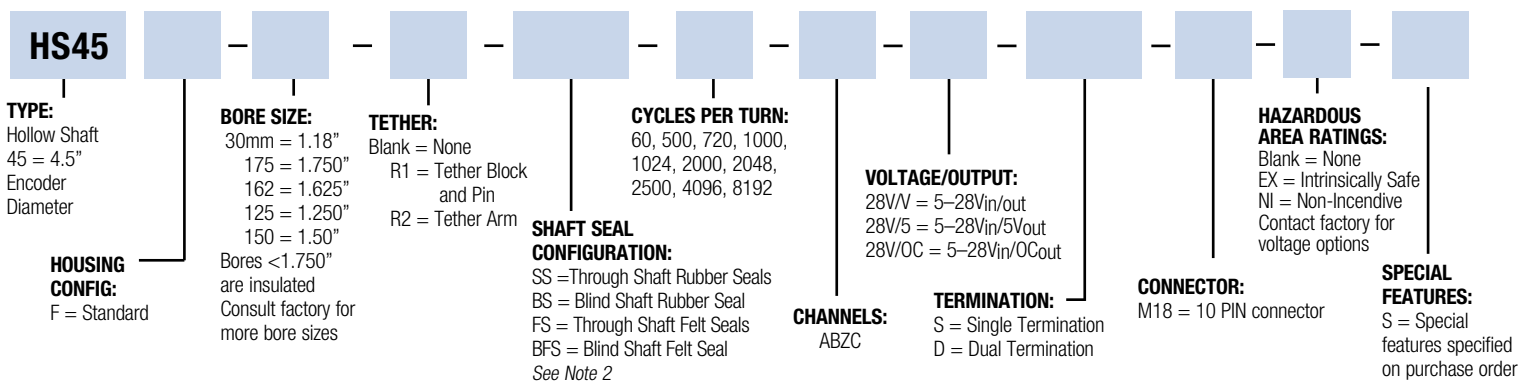 HS45 – – – – – – – – – –
TYPE:
Hollow Shaft
45 = 4.5”
Encoder
Diameter
HOUSING
CONFIG:
F = Standard
BORE SIZE:
30mm = 1.18”
175 = 1.750”
162 = 1.625”
125 = 1.250”
150 = 1.50”
Bores <1.750”
are insulated
Consult factory for
more bore sizes
TETHER:
Blank = None
R1 = Tether Block
and Pin
R2 = Tether Arm
SHAFT SEAL
CONFIGURATION:
SS =Through Shaft Rubber Seals
BS = Blind Shaft Rubber Seal
FS = Through Shaft Felt Seals
BFS = Blind Shaft Felt Seal
See Note 2
CYCLES PER TURN:
60, 500, 720, 1000,
1024, 2000, 2048,
2500, 4096, 8192
CHANNELS:
ABZC
VOLTAGE/OUTPUT:
28V/V = 5–28Vin/out
28V/5 = 5–28Vin/5Vout
28V/OC = 5–28Vin/OCout
TERMINATION:
S = Single Termination
D = Dual Termination
CONNECTOR:
M18 = 10 PIN connector
HAZARDOUS
AREA RATINGS:
Blank = None
EX = Intrinsically Safe
NI = Non-Incendive
Contact factory for
voltage options
SPECIAL
FEATURES:
S = Special
features specified
on purchase order